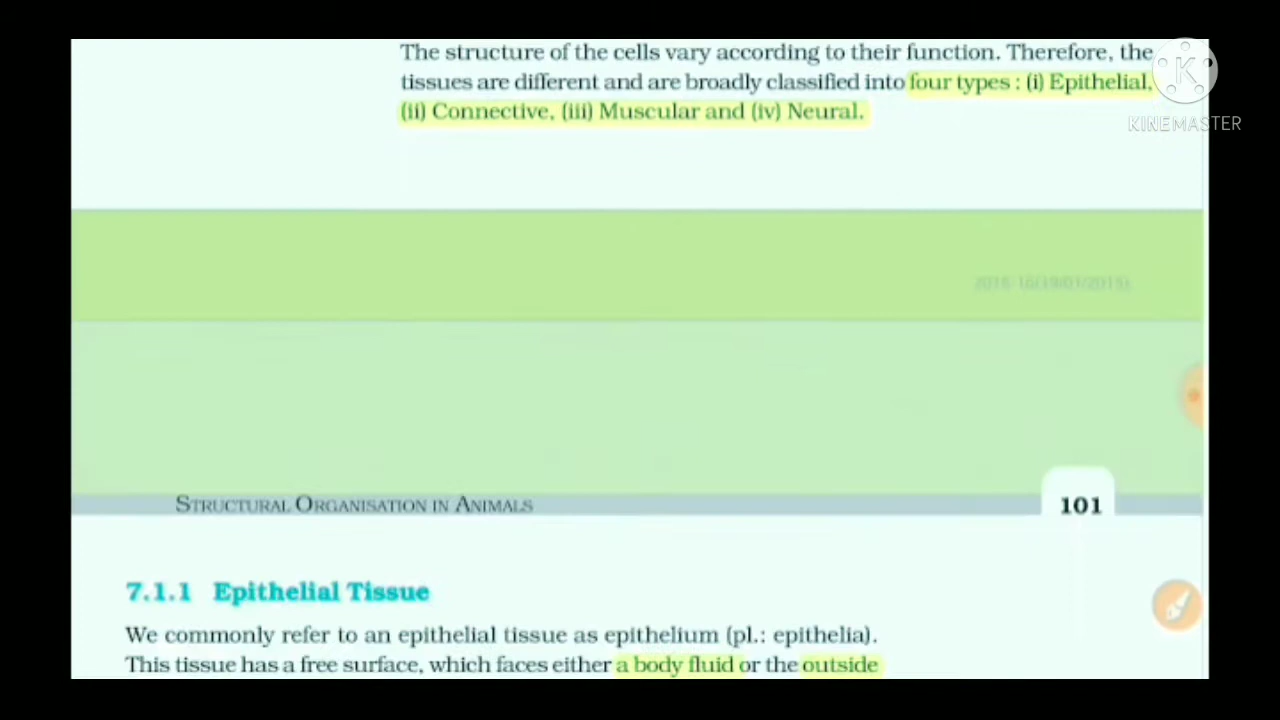 The structure of the cells vary according to their function. Therefore, the
tissues are different and are broadly classified into four types : (i) Epithelial,
(ii) Connective, (iii) Muscular and (iv) Neural.
KINEMASTER
STRUCTURAL ORGANISATION IN ANIMALS
101
7.1.1 Epithelial Tissue
We commonly refer to an epithelial tissue as epithelium (pl.: epithelia).
This tissue has a free surface, which faces either a body fluid or the outside